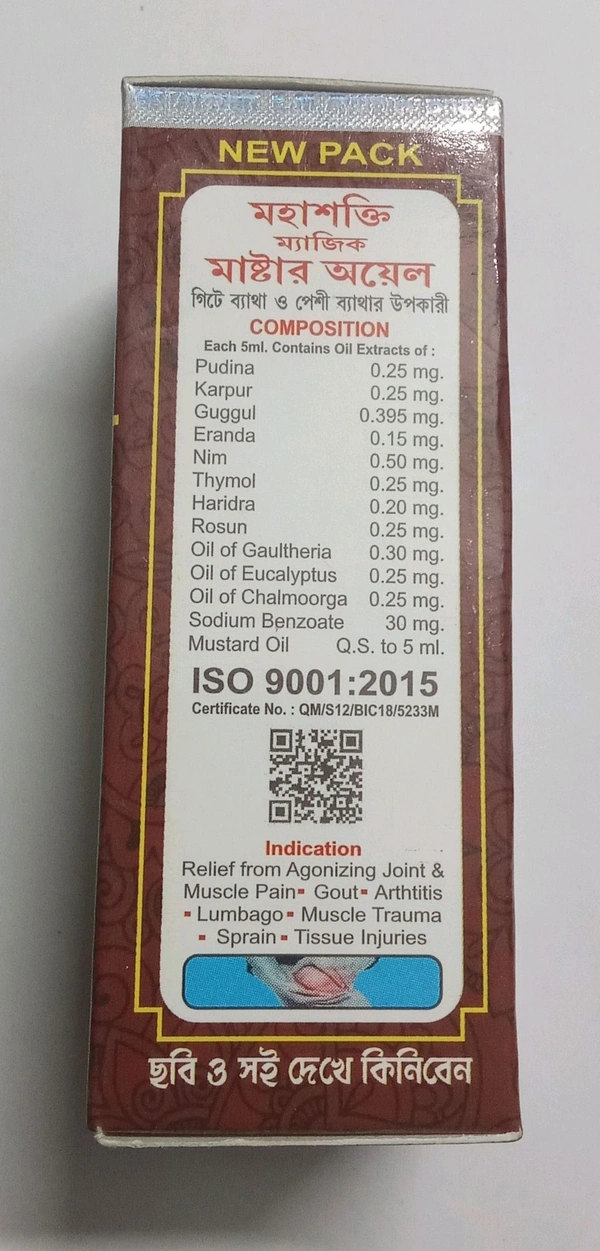 NEW PACK
মহাশক্তি
ম্যাজিক
মাষ্টার অয়েল
গিটে ব্যাথা ও পেশী ব্যাথার উপকারী
COMPOSITION
Each 5ml. Contains Oil Extracts of :
Pudina 0.25 mg.
Karpur 0.25 mg.
Guggul 0.395 mg.
Eranda 0.15 mg.
Nim 0.50 mg.
Thymol 0.25 mg.
Haridra 0.20 mg.
Rosun 0.25 mg.
Oil of Gaultheria 0.30 mg.
Oil of Eucalyptus 0.25 mg.
Oil of Chalmoorga 0.25 mg.
Sodium Benzoate 30 mg.
Mustard Oil Q.S. to 5 ml.
ISO 9001:2015
Certificate No. : QM/S12/BIC18/5233M
Indication
Relief from Agonizing Joint &
Muscle Pain▪ Gout▪ Arthtitis
▪ Lumbago▪ Muscle Trauma
▪ Sprain▪ Tissue Injuries
ছবি ও সই দেখে কিনিবেন